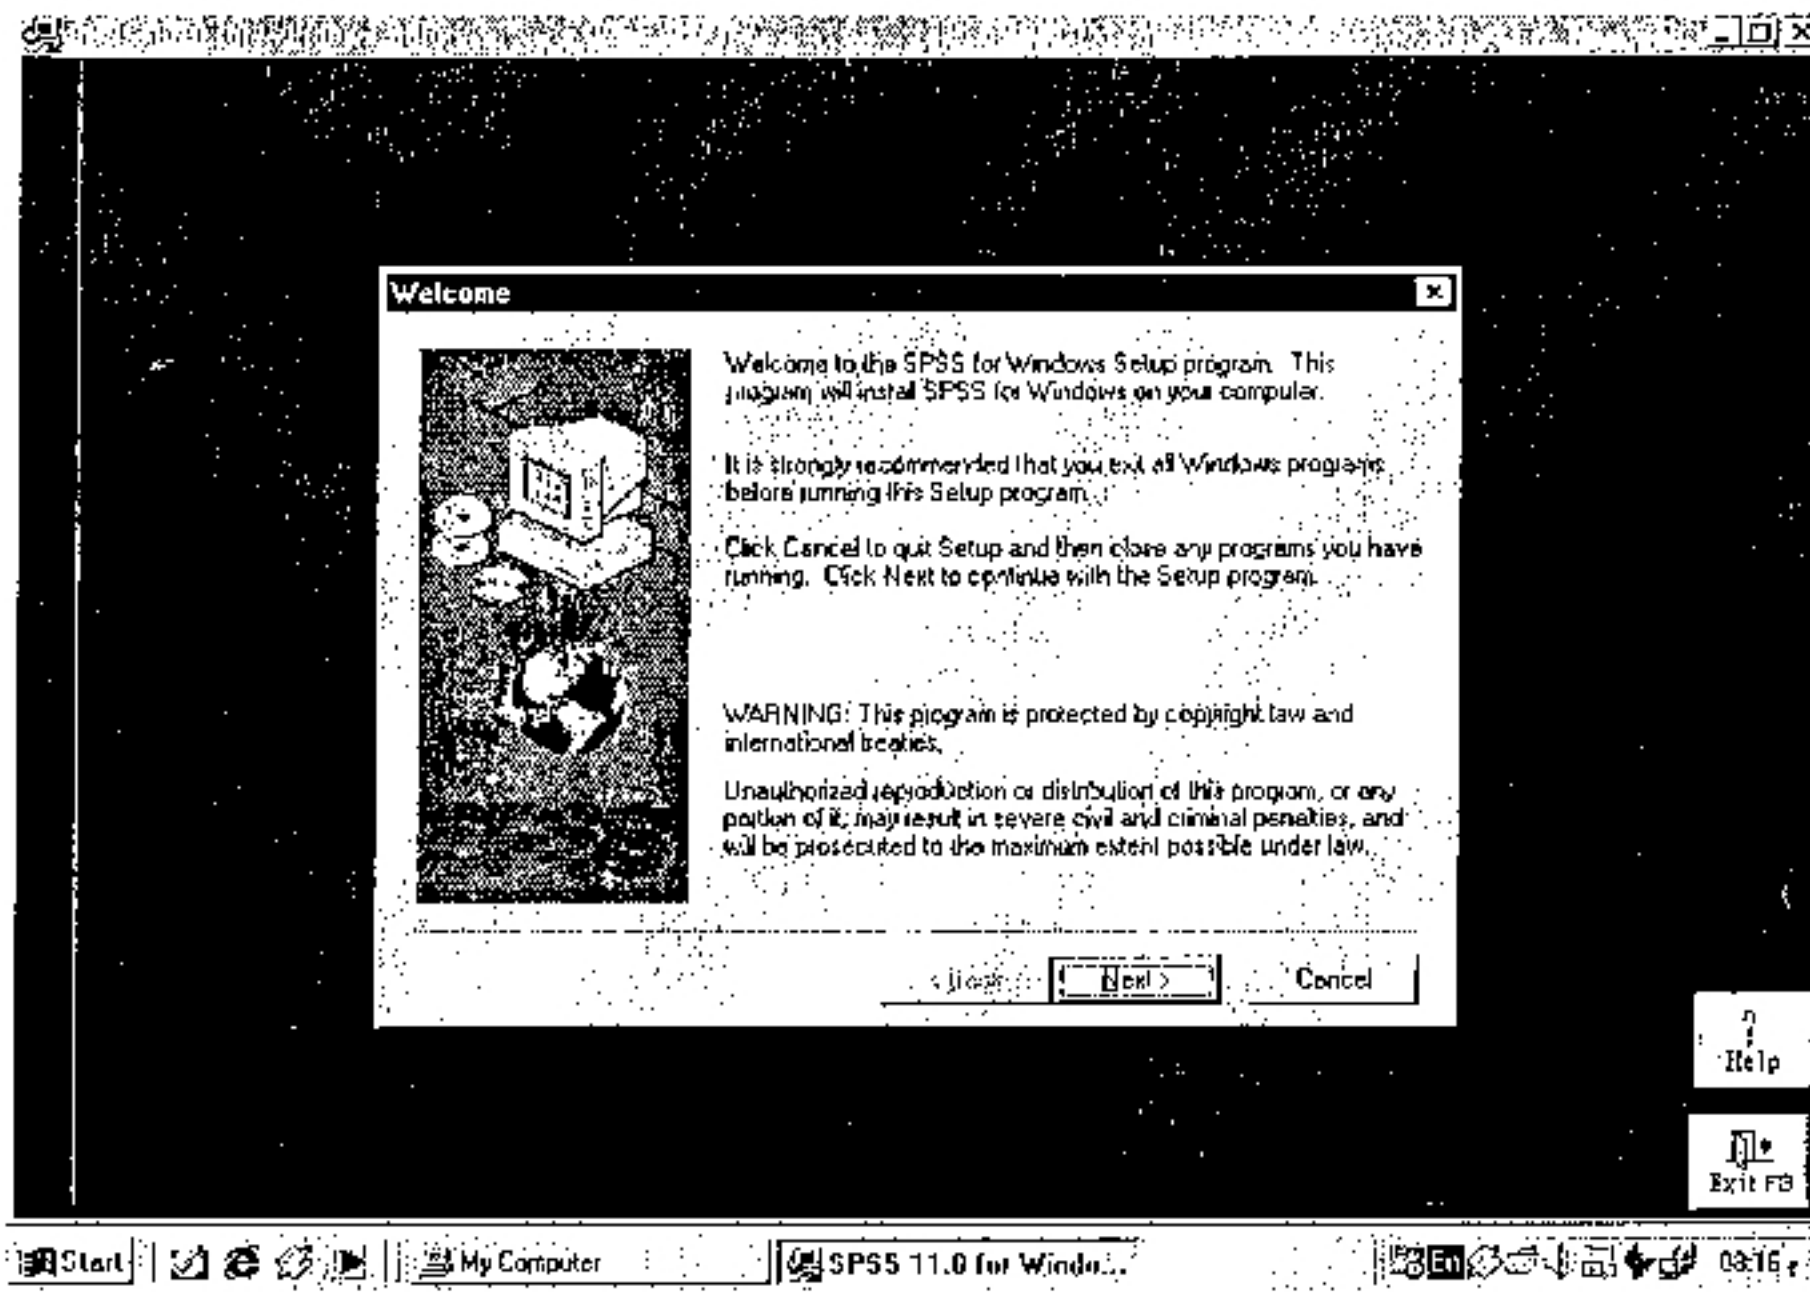 Welcome
Welcome to the SPSS for Windows Setup program. This
program will install SPSS for Windows on your computer.
It is strongly recommended that you exit all Windows programs
before running this Setup program.
Click Cancel to quit Setup and then close any programs you have
running. Click Next to continue with the Setup program.
WARNING: This program is protected by copyright law and
international treaties.
Unauthorized reproduction or distribution of this program, or any
portion of it, may result in severe civil and criminal penalties, and
will be prosecuted to the maximum extent possible under law.
< Back
Next >
Cancel
Help
Exit F3
Start
My Computer
SPSS 11.0 for Windo...
En
08:16